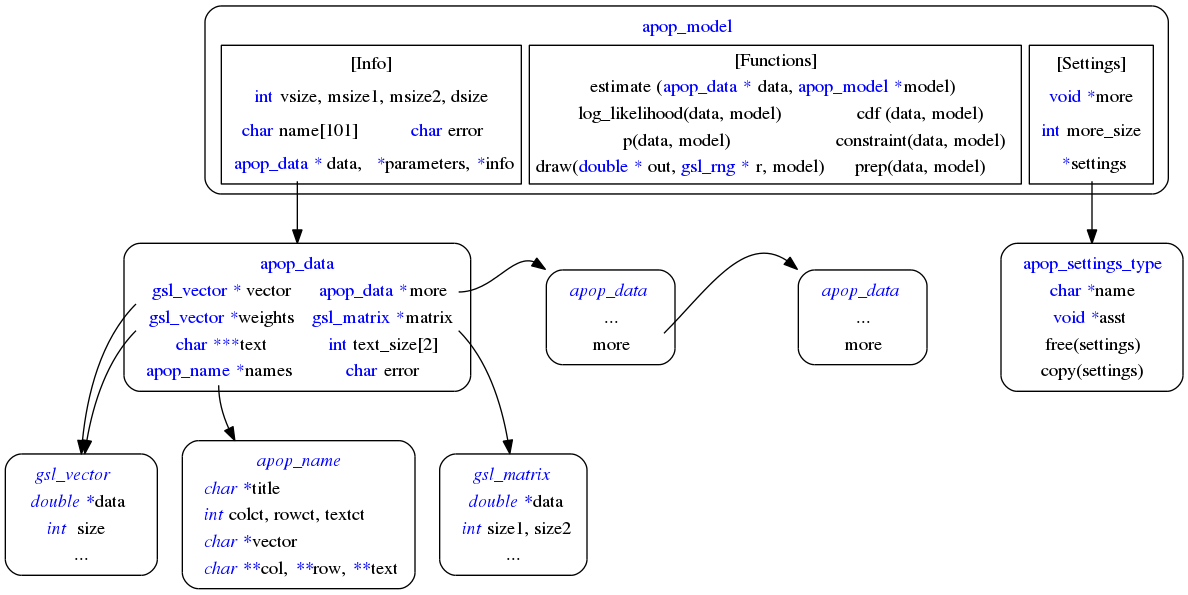 apop_model
[Info]
int vsize, msize1, msize2, dsize
char name[101] char error
apop_data * data, *parameters, *info
[Functions]
estimate (apop_data * data, apop_model *model)
log_likelihood(data, model) cdf (data, model)
p(data, model) constraint(data, model)
draw(double * out, gsl_rng * r, model) prep(data, model)
[Settings]
void *more
int more_size
*settings
apop_data
gsl_vector * vector apop_data * more
gsl_vector *weights gsl_matrix *matrix
char ***text int text_size[2]
apop_name *names char error
apop_data
...
more
apop_data
...
more
apop_settings_type
char *name
void *asst
free(settings)
copy(settings)
gsl_vector
double *data
int size
...
apop_name
char *title
int colct, rowct, textct
char *vector
char **col, **row, **text
gsl_matrix
double *data
int size1, size2
...